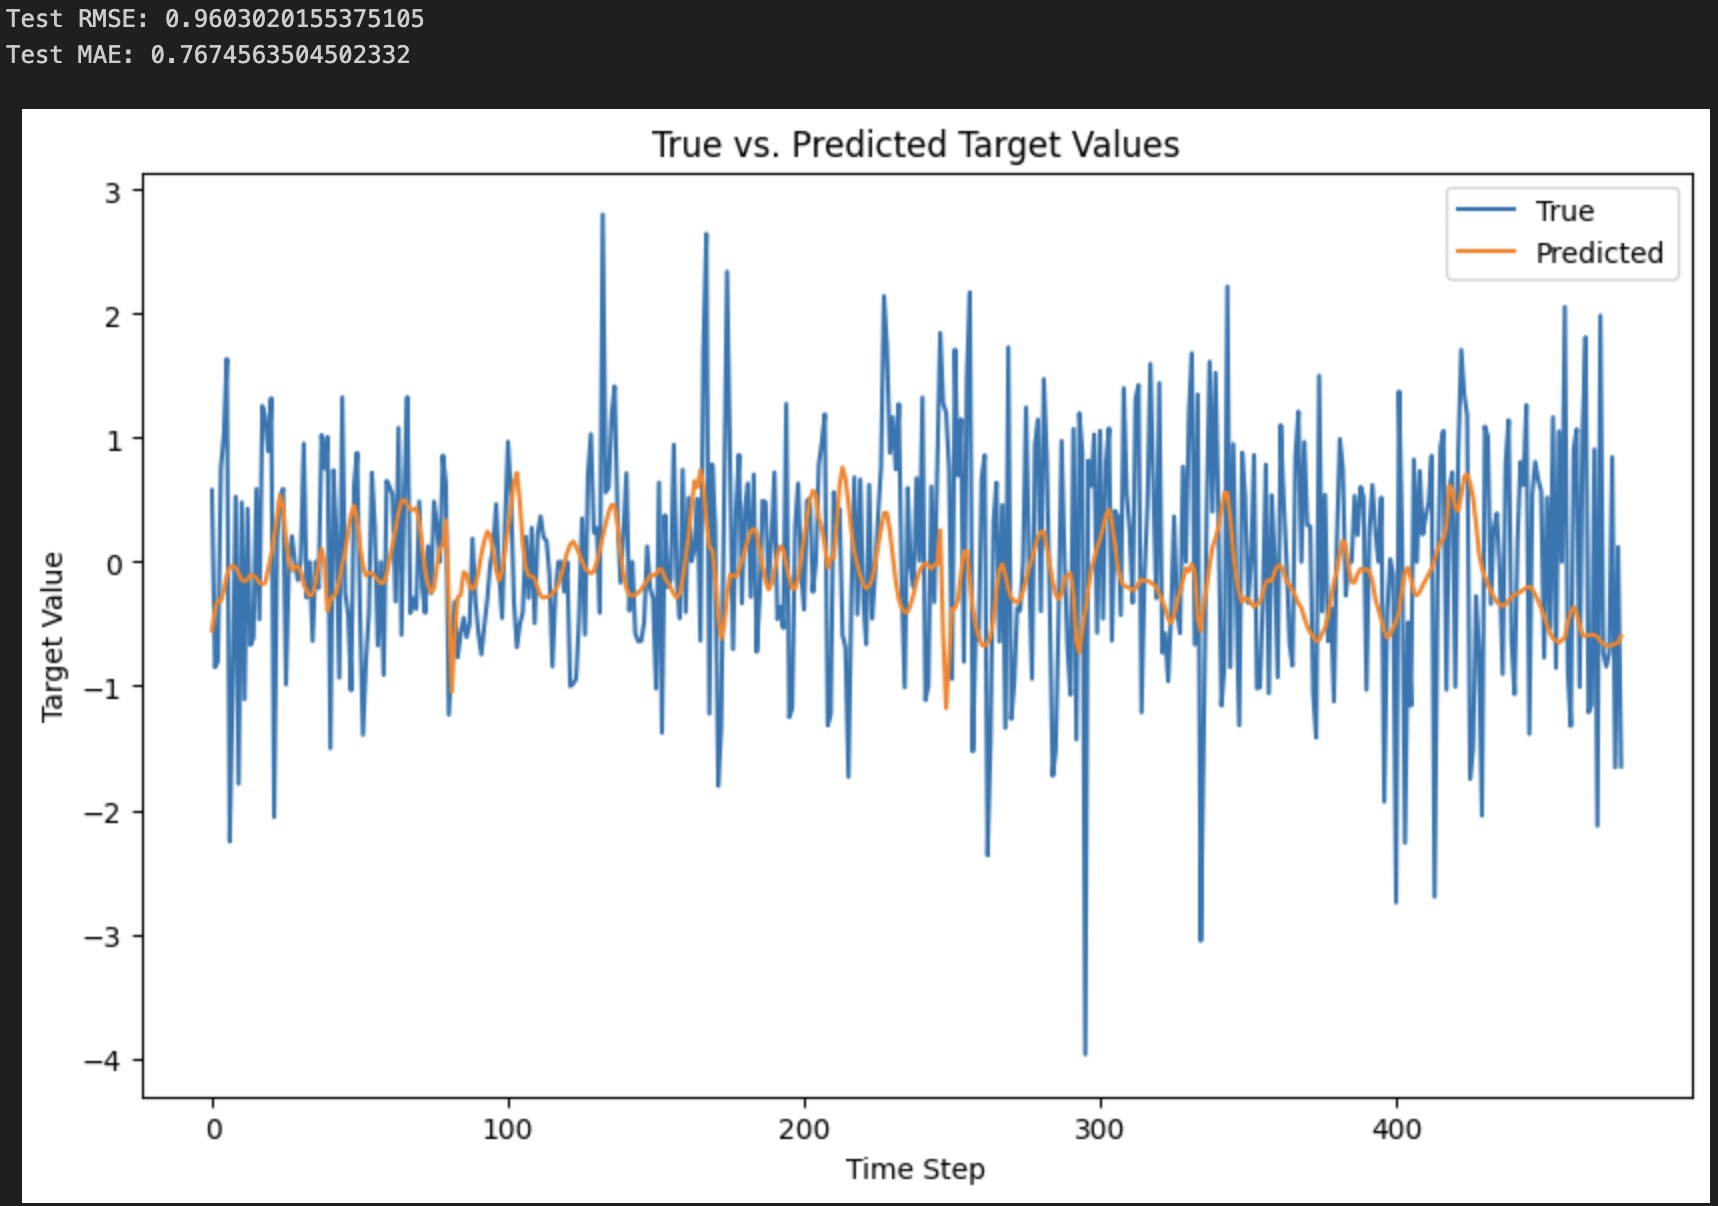 Test RMSE: 0.9603020155375105
Test MAE: 0.7674563504502332
True vs. Predicted Target Values
3
2
1
0
−1
−2
−3
−4
Target Value
True
Predicted
0 100 200 300 400
Time Step